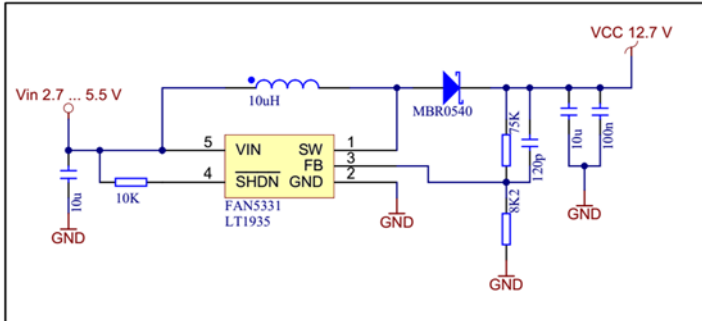 VCC 12.7 V
Vin 2.7 ... 5.5 V
10uH
MBR0540
75K
120p
10u
100n
5
VIN
SW
1
FB
3
4
SHDN
GND
2
10K
10u
FAN5331
LT1935
8K2
GND
GND
GND
GND